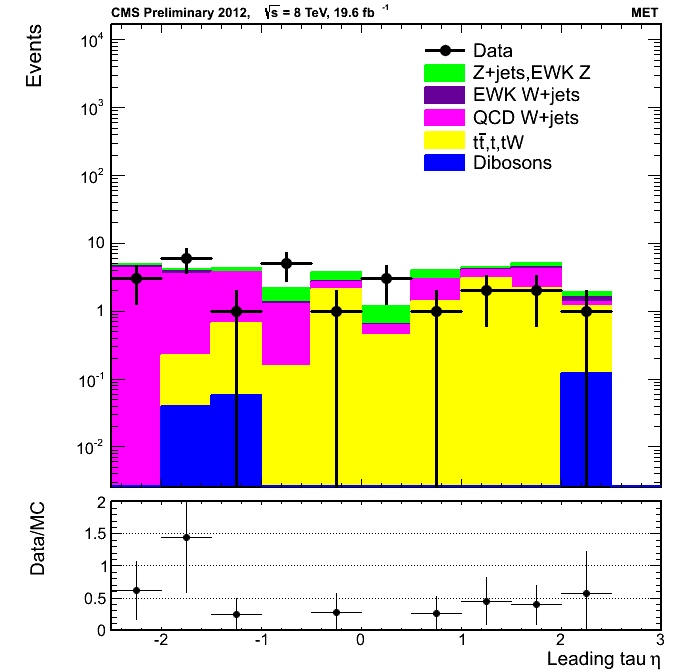 CMS Preliminary 2012, √s = 8 TeV, 19.6 fb⁻¹ MET
Events
10⁴
10³
10²
10
1
10⁻¹
10⁻²
Data
Z+jets,EWK Z
EWK W+jets
QCD W+jets
tt̅,t,tW
Dibosons
Data/MC
2
1.5
1
0.5
0
-2 -1 0 1 2 3
Leading tau η